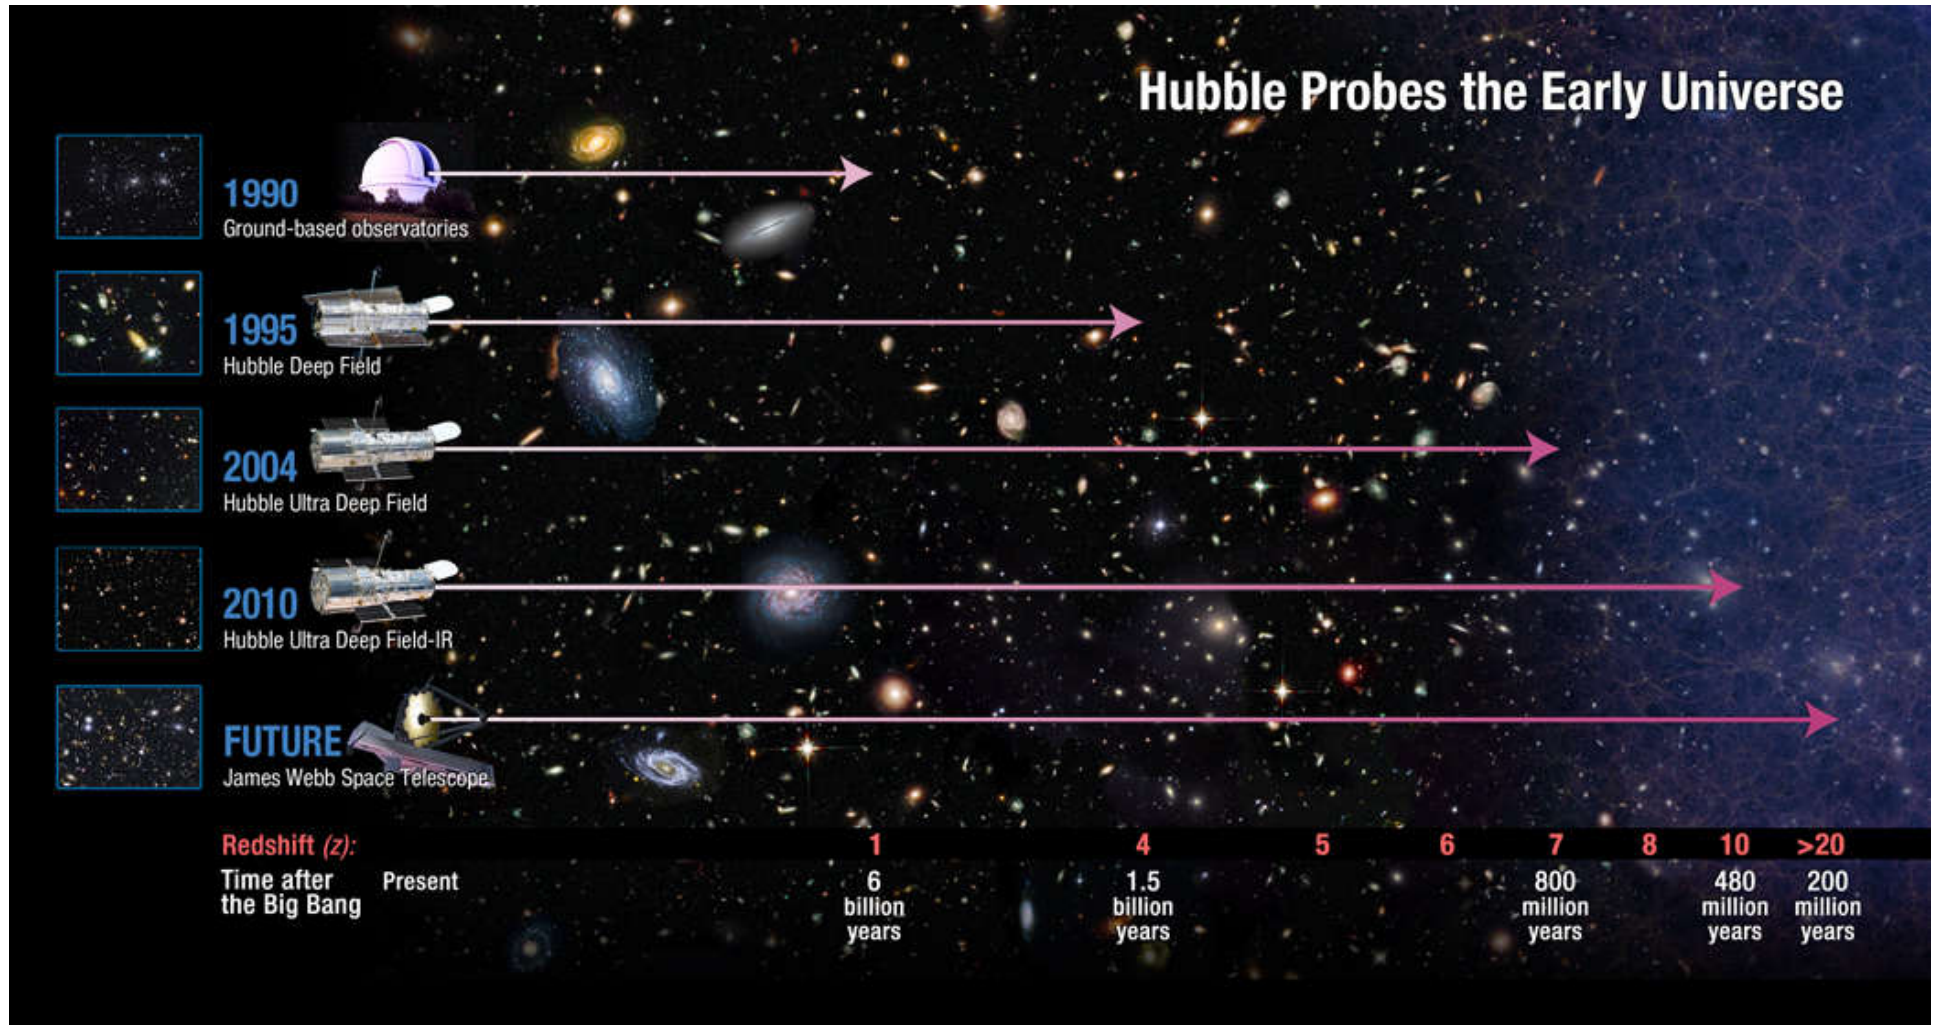 Hubble Probes the Early Universe
1990
Ground-based observatories
1995
Hubble Deep Field
2004
Hubble Ultra Deep Field
2010
Hubble Ultra Deep Field-IR
FUTURE
James Webb Space Telescope
Redshift (z): 1 4 5 6 7 8 10 >20
Time after Present 6 1.5 800 480 200
the Big Bang billion billion million million million
years years years years years